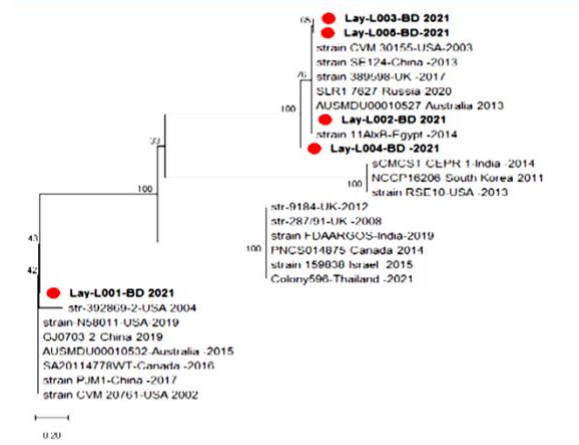 65
Lay-L003-BD 2021
Lay-L005-BD-2021
strain CVM 30155-USA-2003
76
strain SE124-China -2013
strain 389598-UK -2017
SLR1 7627-Russia 2020
100
AUSMDU00010527 Australia 2013
Lay-L002-BD 2021
strain 11AlxR-Egypt -2014
33
Lay-L004-BD -2021
sCMCST CEPR 1-India -2014
NCCP16206 South Korea 2011
100
strain RSE10-USA -2013
100
str-9184-UK-2012
str-287/91-UK -2008
strain FDAARGOS-India-2019
100
PNCS014875 Canada 2014
43
strain 159838 Israel 2015
42
Colony596-Thailand -2021
Lay-L001-BD 2021
str-392869-2-USA 2004
strain-N58011-USA-2019
GJ0703 2 China 2019
AUSMDU00010532-Australia -2015
SA20114778WT-Canada -2016
strain PJM1-China -2017
strain CVM 20761-USA 2002
0.20